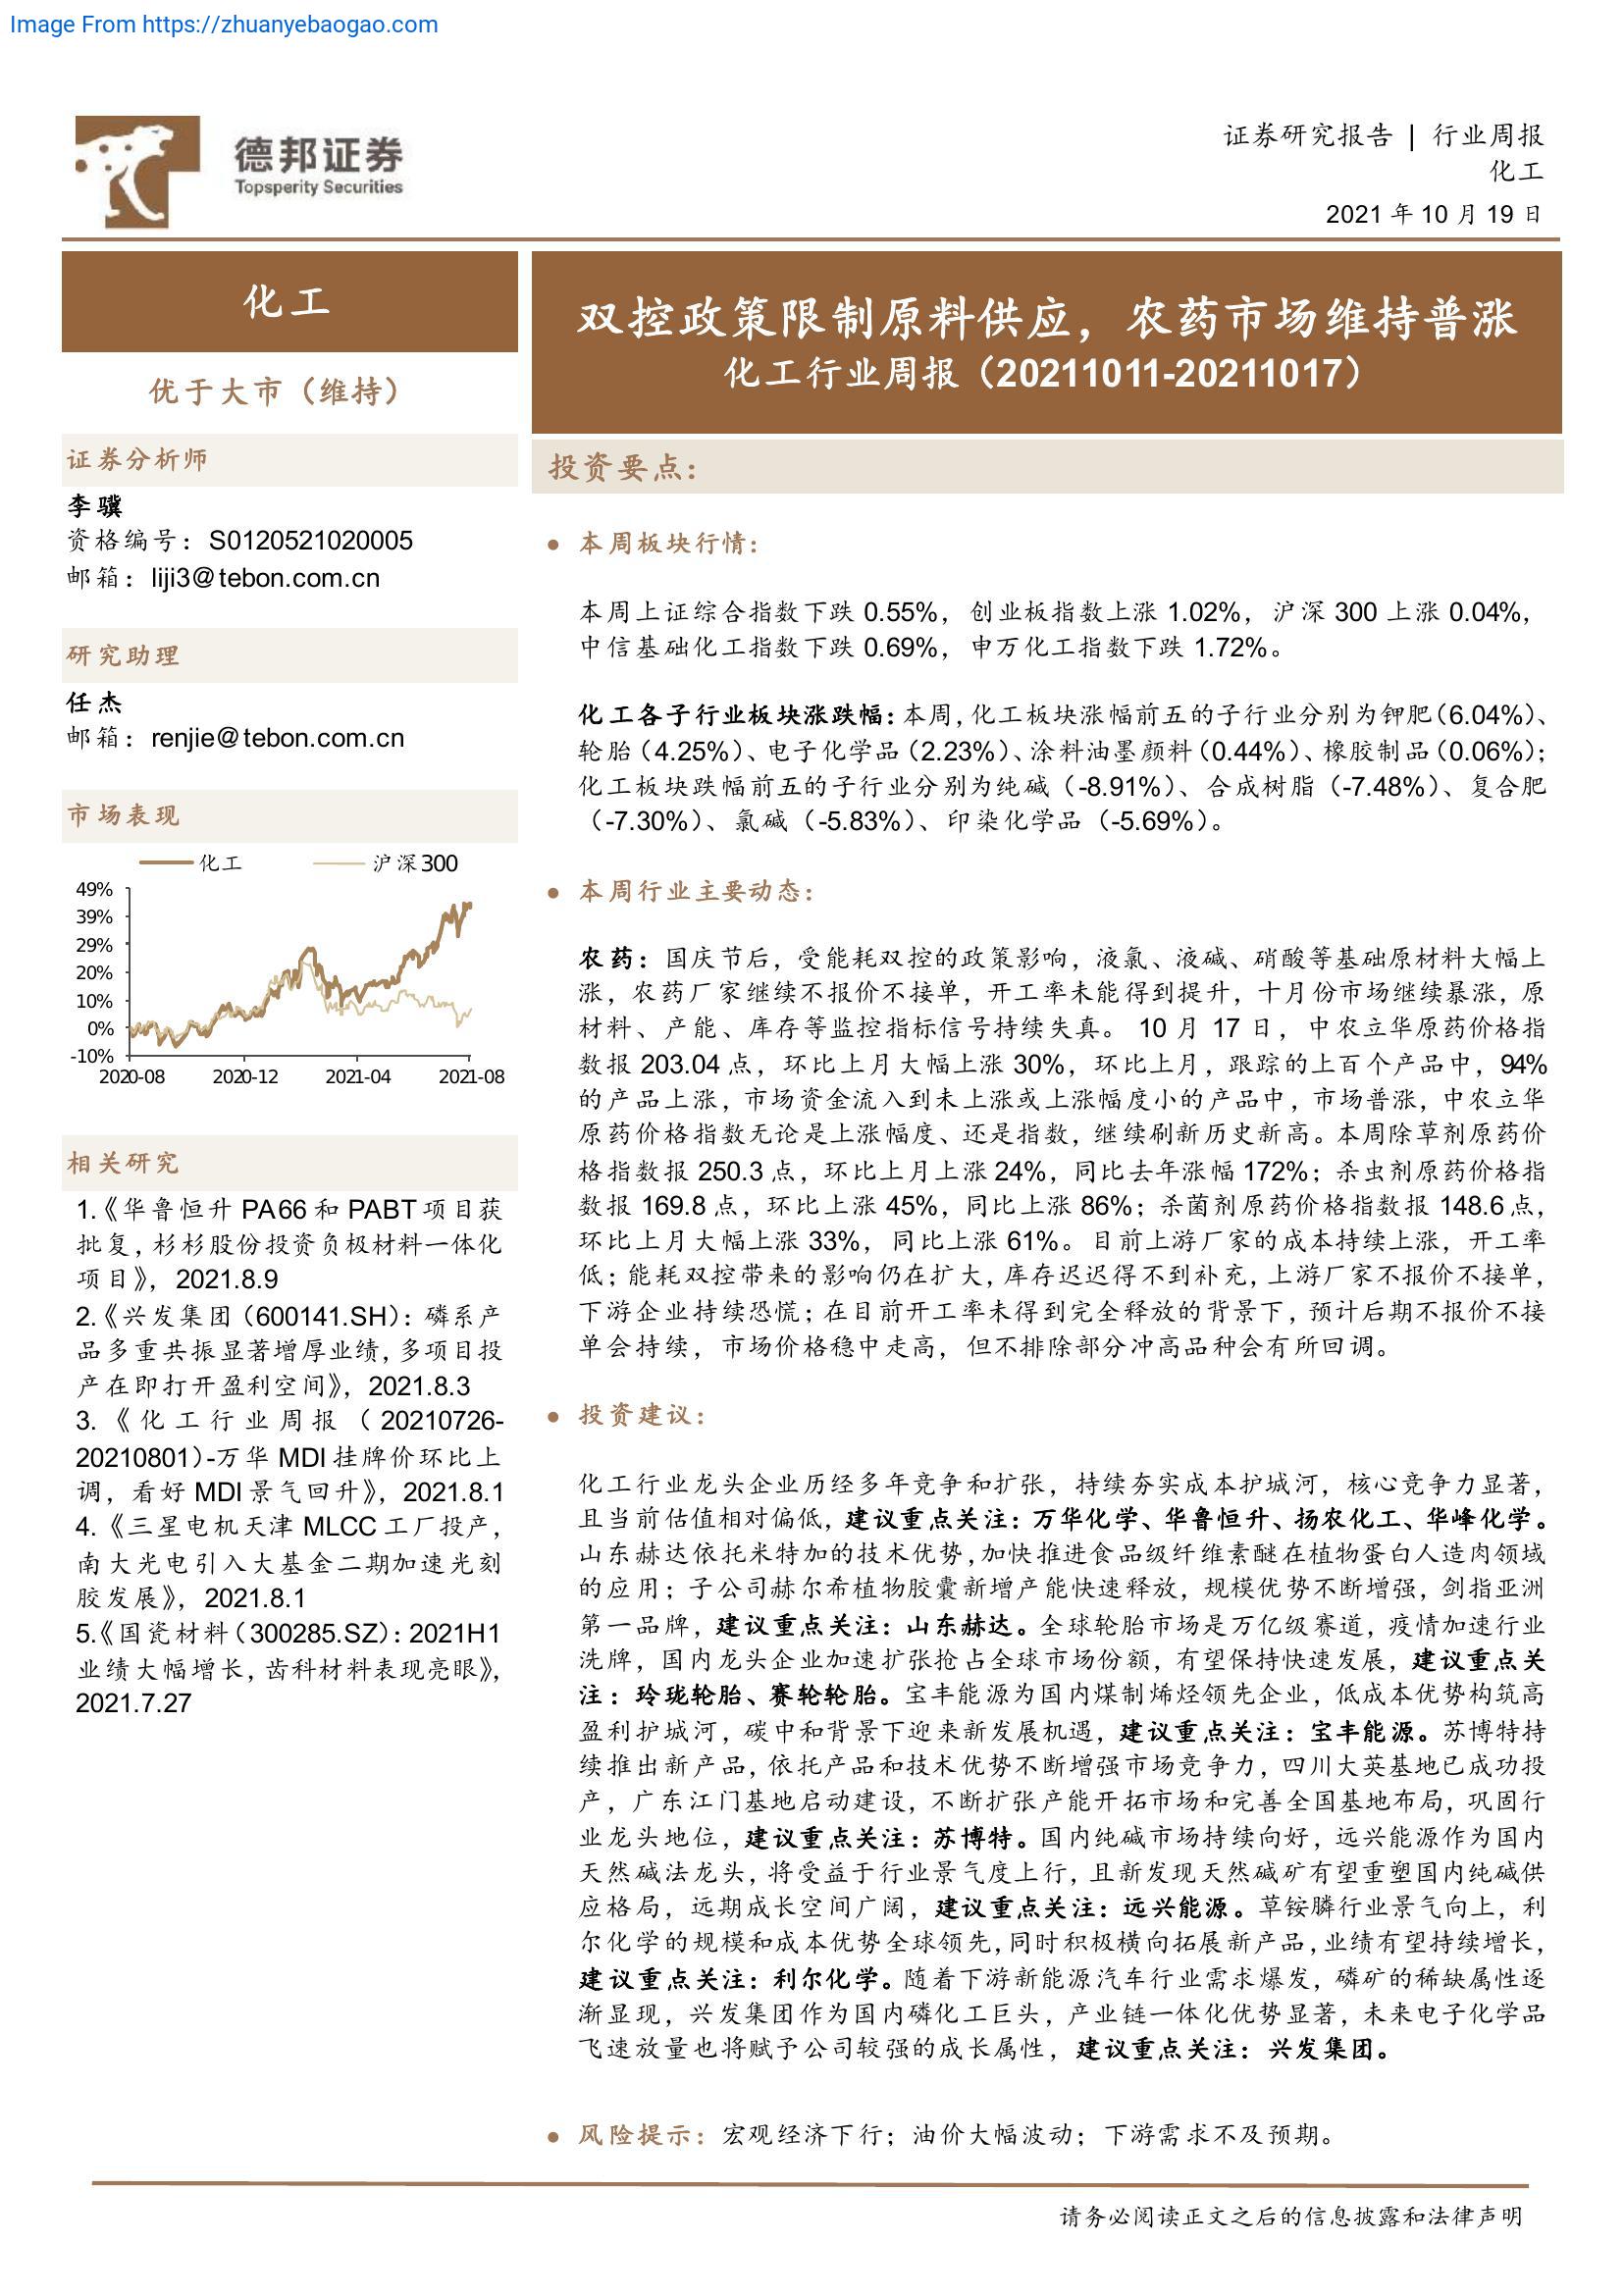 Image From https://zhuanyebaogao.com
德邦证券
Topsperity Securities
证券研究报告 | 行业周报
化工
2021 年 10 月 19 日
化工
优于大市（维持）
证券分析师
李骥
资格编号：S0120521020005
邮箱：liji3@tebon.com.cn
研究助理
任杰
邮箱：renjie@tebon.com.cn
市场表现
化工 沪深300
49%
39%
29%
20%
10%
0%
-10%
2020-08 2020-12 2021-04 2021-08
相关研究
1.《华鲁恒升 PA66 和 PABT 项目获
批复，杉杉股份投资负极材料一体化
项目》，2021.8.9
2.《兴发集团（600141.SH）：磷系产
品多重共振显著增厚业绩，多项目投
产在即打开盈利空间》，2021.8.3
3.《化工行业周报（20210726-
20210801）-万华 MDI 挂牌价环比上
调，看好 MDI 景气回升》，2021.8.1
4.《三星电机天津 MLCC 工厂投产，
南大光电引入大基金二期加速光刻
胶发展》，2021.8.1
5.《国瓷材料（300285.SZ）：2021H1
业绩大幅增长，齿科材料表现亮眼》，
2021.7.27
双控政策限制原料供应，农药市场维持普涨
化工行业周报（20211011-20211017）
投资要点：
● 本周板块行情：
本周上证综合指数下跌 0.55%，创业板指数上涨 1.02%，沪深 300 上涨 0.04%，
中信基础化工指数下跌 0.69%，申万化工指数下跌 1.72%。
化工各子行业板块涨跌幅：本周，化工板块涨幅前五的子行业分别为钾肥（6.04%）、
轮胎（4.25%）、电子化学品（2.23%）、涂料油墨颜料（0.44%）、橡胶制品（0.06%）；
化工板块跌幅前五的子行业分别为纯碱（-8.91%）、合成树脂（-7.48%）、复合肥
（-7.30%）、氯碱（-5.83%）、印染化学品（-5.69%）。
● 本周行业主要动态：
农药：国庆节后，受能耗双控的政策影响，液氯、液碱、硝酸等基础原材料大幅上
涨，农药厂家继续不报价不接单，开工率未能得到提升，十月份市场继续暴涨，原
材料、产能、库存等监控指标信号持续失真。 10 月 17 日，中农立华原药价格指
数报 203.04 点，环比上月大幅上涨 30%，环比上月，跟踪的上百个产品中，94%
的产品上涨，市场资金流入到未上涨或上涨幅度小的产品中，市场普涨，中农立华
原药价格指数无论是上涨幅度、还是指数，继续刷新历史新高。本周除草剂原药价
格指数报 250.3 点，环比上月上涨 24%，同比去年涨幅 172%；杀虫剂原药价格指
数报 169.8 点，环比上涨 45%，同比上涨 86%；杀菌剂原药价格指数报 148.6 点，
环比上月大幅上涨 33%，同比上涨 61%。目前上游厂家的成本持续上涨，开工率
低；能耗双控带来的影响仍在扩大，库存迟迟得不到补充，上游厂家不报价不接单，
下游企业持续恐慌；在目前开工率未得到完全释放的背景下，预计后期不报价不接
单会持续，市场价格稳中走高，但不排除部分冲高品种会有所回调。
● 投资建议：
化工行业龙头企业历经多年竞争和扩张，持续夯实成本护城河，核心竞争力显著，
且当前估值相对偏低，建议重点关注：万华化学、华鲁恒升、扬农化工、华峰化学。
山东赫达依托米特加的技术优势，加快推进食品级纤维素醚在植物蛋白人造肉领域
的应用；子公司赫尔希植物胶囊新增产能快速释放，规模优势不断增强，剑指亚洲
第一品牌，建议重点关注：山东赫达。全球轮胎市场是万亿级赛道，疫情加速行业
洗牌，国内龙头企业加速扩张抢占全球市场份额，有望保持快速发展，建议重点关
注：玲珑轮胎、赛轮轮胎。宝丰能源为国内煤制烯烃领先企业，低成本优势构筑高
盈利护城河，碳中和背景下迎来新发展机遇，建议重点关注：宝丰能源。苏博特持
续推出新产品，依托产品和技术优势不断增强市场竞争力，四川大英基地已成功投
产，广东江门基地启动建设，不断扩张产能开拓市场和完善全国基地布局，巩固行
业龙头地位，建议重点关注：苏博特。国内纯碱市场持续向好，远兴能源作为国内
天然碱法龙头，将受益于行业景气度上行，且新发现天然碱矿有望重塑国内纯碱供
应格局，远期成长空间广阔，建议重点关注：远兴能源。草铵膦行业景气向上，利
尔化学的规模和成本优势全球领先，同时积极横向拓展新产品，业绩有望持续增长，
建议重点关注：利尔化学。随着下游新能源汽车行业需求爆发，磷矿的稀缺属性逐
渐显现，兴发集团作为国内磷化工巨头，产业链一体化优势显著，未来电子化学品
飞速放量也将赋予公司较强的成长属性，建议重点关注：兴发集团。
● 风险提示：宏观经济下行；油价大幅波动；下游需求不及预期。
请务必阅读正文之后的信息披露和法律声明